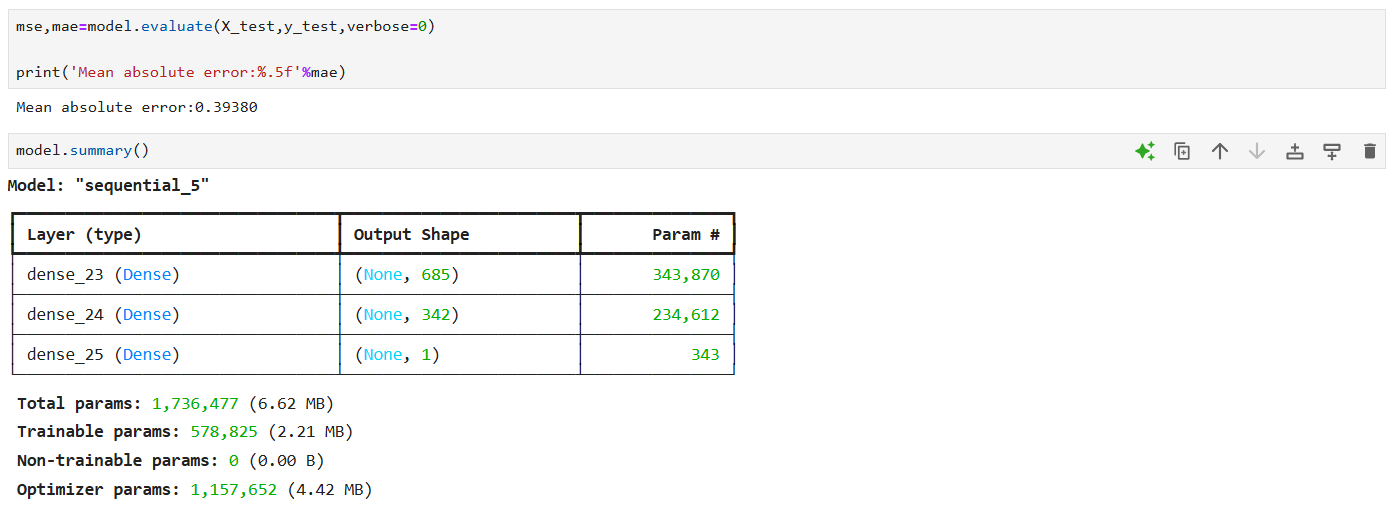 mse,mae=model.evaluate(X_test,y_test,verbose=0)
print('Mean absolute error:%.5f'%mae)
Mean absolute error:0.39380
model.summary()
Model: "sequential_5"
Layer (type) Output Shape Param #
dense_23 (Dense) (None, 685) 343,870
dense_24 (Dense) (None, 342) 234,612
dense_25 (Dense) (None, 1) 343
Total params: 1,736,477 (6.62 MB)
Trainable params: 578,825 (2.21 MB)
Non-trainable params: 0 (0.00 B)
Optimizer params: 1,157,652 (4.42 MB)